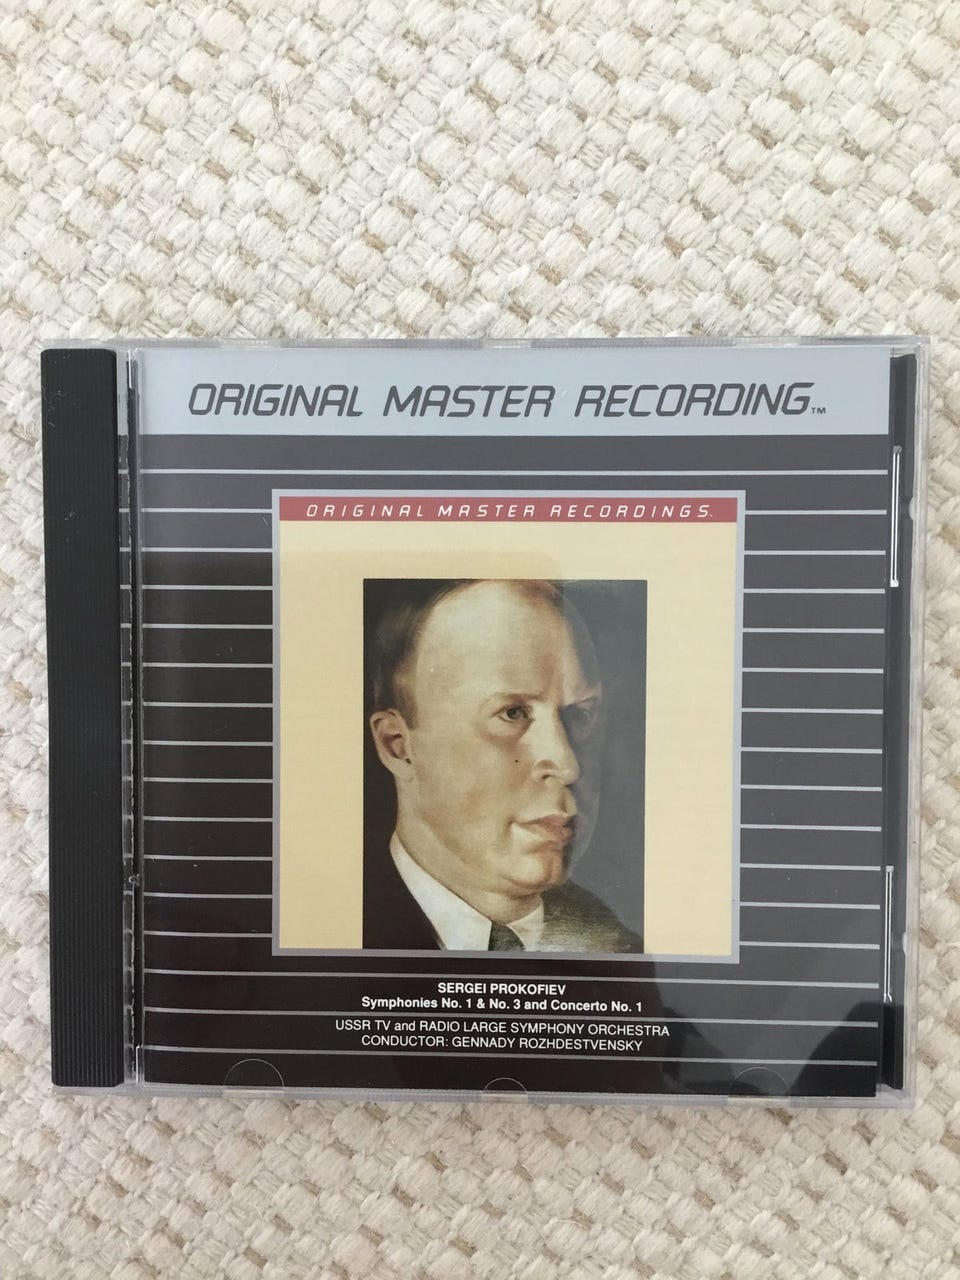 ORIGINAL MASTER RECORDING™
ORIGINAL MASTER RECORDINGS
SERGEI PROKOFIEV
Symphonies No. 1 & No. 3 and Concerto No. 1
USSR TV and RADIO LARGE SYMPHONY ORCHESTRA
CONDUCTOR: GENNADY ROZHDESTVENSKY